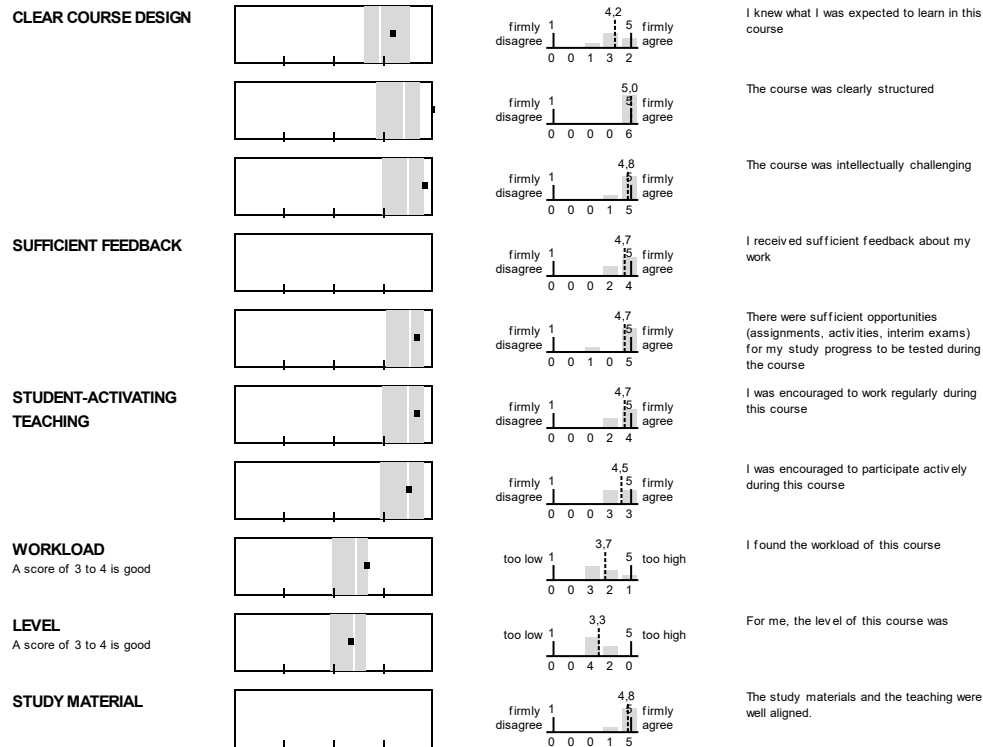 CLEAR COURSE DESIGN
4,2
firmly 1 5 firmly
disagree agree
0 0 1 3 2
I knew what I was expected to learn in this
course
5,0
firmly 1 5 firmly
disagree agree
0 0 0 0 6
The course was clearly structured
4,8
firmly 1 5 firmly
disagree agree
0 0 0 1 5
The course was intellectually challenging
SUFFICIENT FEEDBACK
4,7
firmly 1 5 firmly
disagree agree
0 0 0 2 4
I received sufficient feedback about my
work
4,7
firmly 1 5 firmly
disagree agree
0 0 1 0 5
There were sufficient opportunities
(assignments, activities, interim exams)
for my study progress to be tested during
the course
STUDENT-ACTIVATING
TEACHING
4,7
firmly 1 5 firmly
disagree agree
0 0 0 2 4
I was encouraged to work regularly during
this course
4,5
firmly 1 5 firmly
disagree agree
0 0 0 3 3
I was encouraged to participate actively
during this course
WORKLOAD
A score of 3 to 4 is good
3,7
too low 1 5 too high
0 0 3 2 1
I found the workload of this course
LEVEL
A score of 3 to 4 is good
3,3
too low 1 5 too high
0 0 4 2 0
For me, the level of this course was
STUDY MATERIAL
4,8
firmly 1 5 firmly
disagree agree
0 0 0 1 5
The study materials and the teaching were
well aligned.